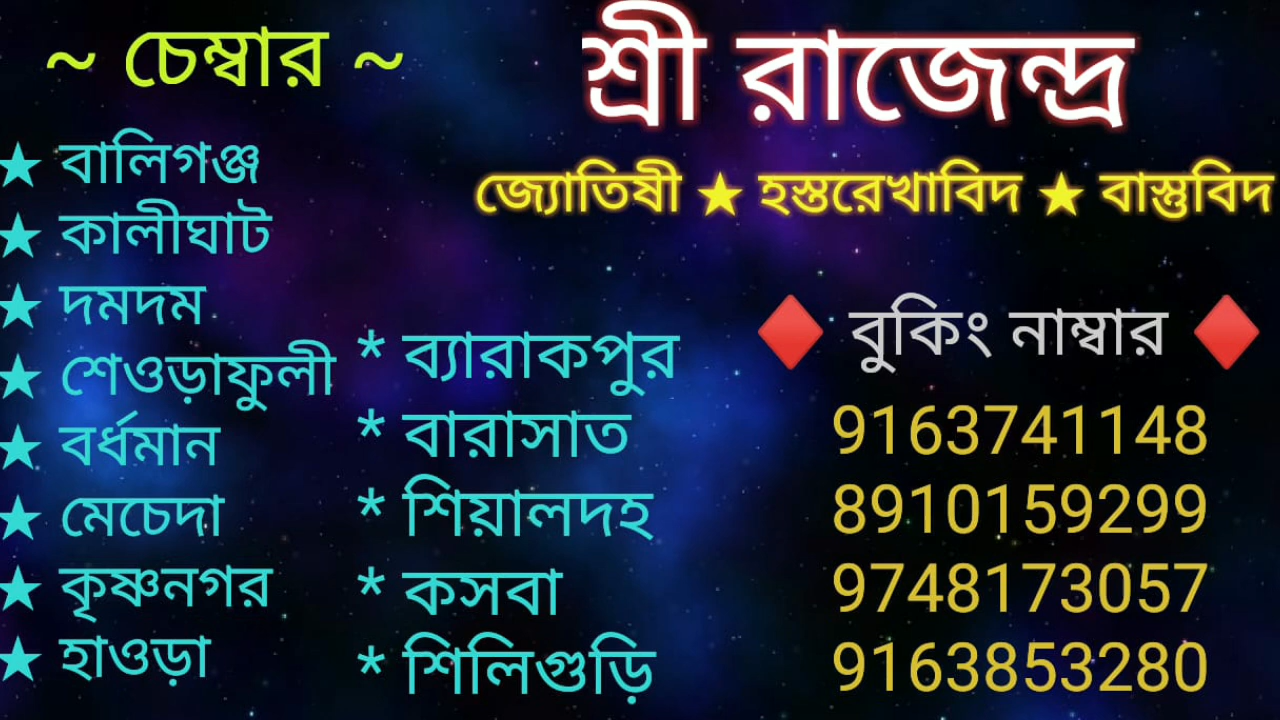 ~ চেম্বার ~
★ বালিগঞ্জ
★ কালীঘাট
★ দমদম
★ শেওড়াফুলী
★ বর্ধমান
★ মেচেদা
★ কৃষ্ণনগর
★ হাওড়া
* ব্যারাকপুর
* বারাসাত
* শিয়ালদহ
* কসবা
* শিলিগুড়ি
শ্রী রাজেন্দ্র
জ্যোতিষী ★ হস্তরেখাবিদ ★ বাস্তুবিদ
♦ বুকিং নাম্বার ♦
9163741148
8910159299
9748173057
9163853280